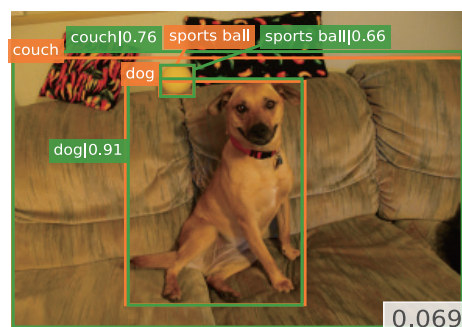 couch
couch|0.76
sports ball
sports ball|0.66
dog
dog|0.91
0.069